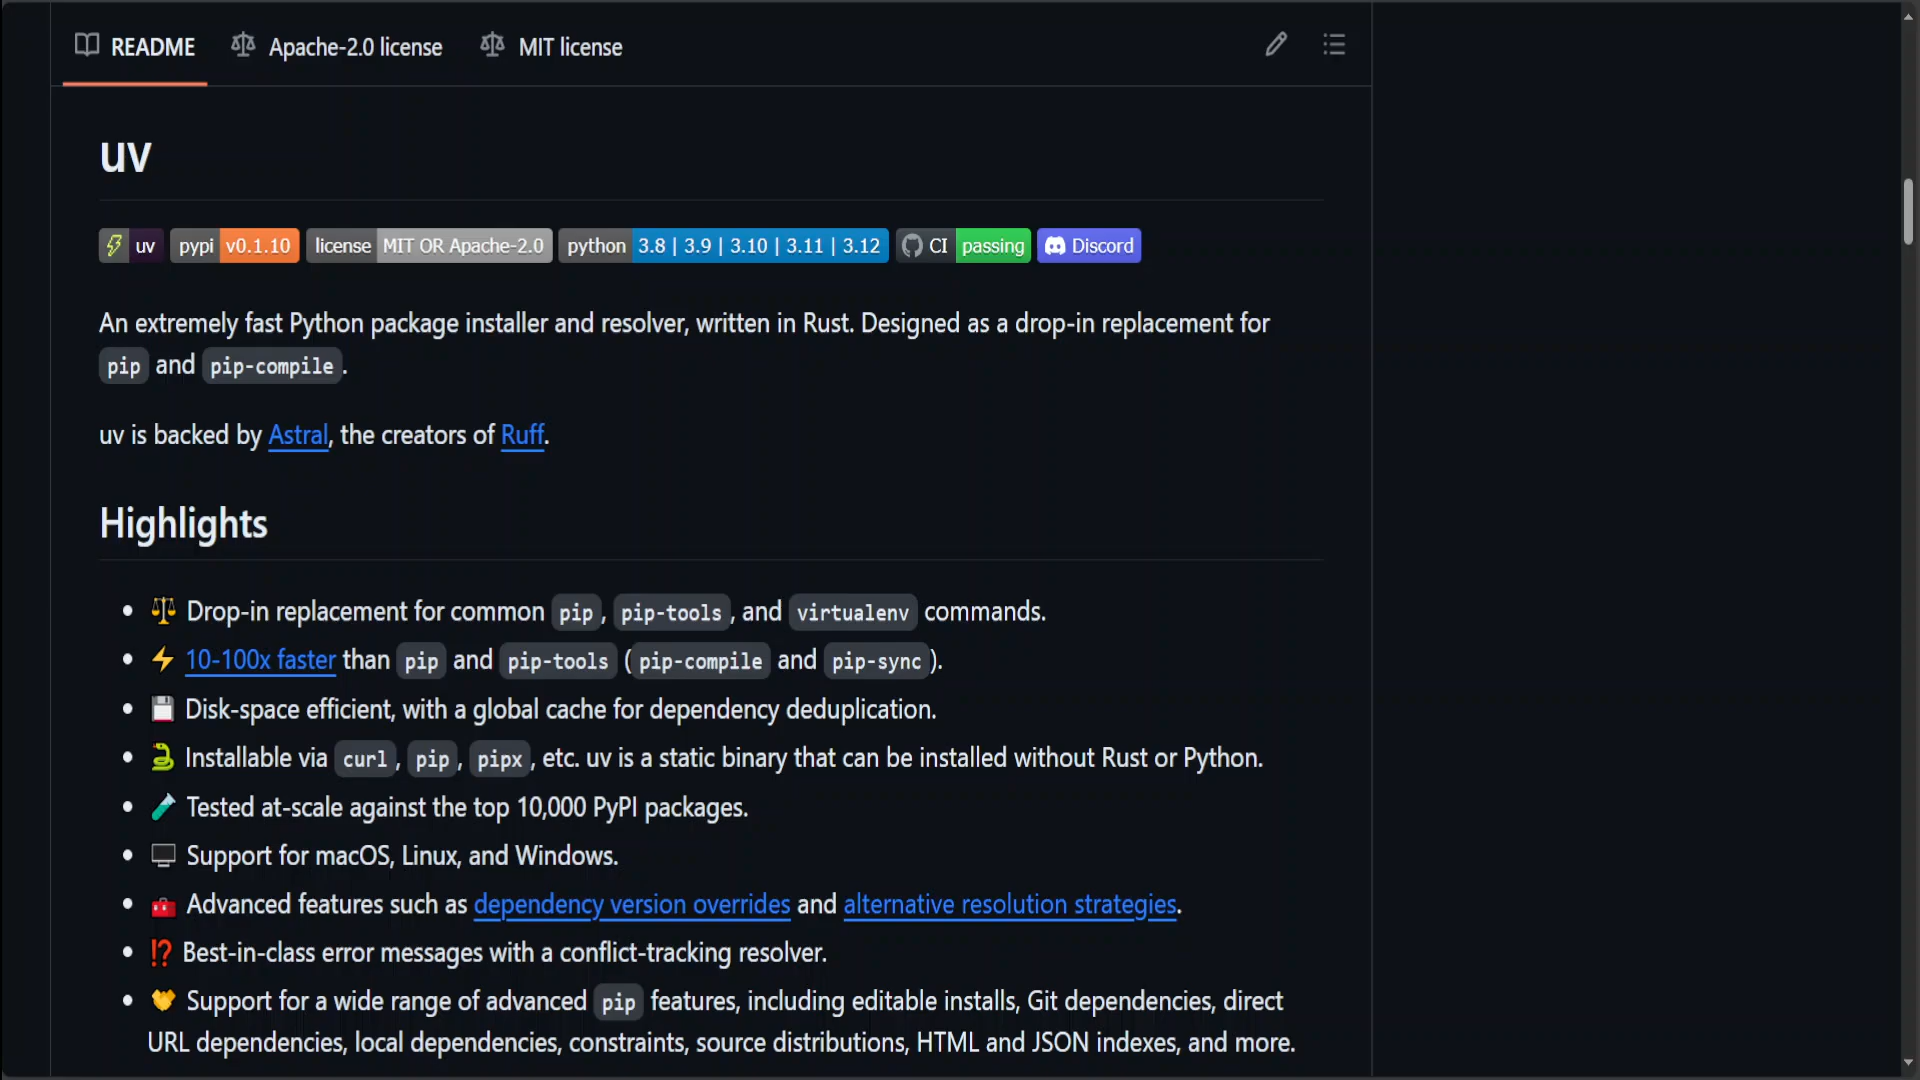 README Apache-2.0 license MIT license
uv
uv pypi v0.1.10 license MIT OR Apache-2.0 python 3.8 | 3.9 | 3.10 | 3.11 | 3.12 CI passing Discord
An extremely fast Python package installer and resolver, written in Rust. Designed as a drop-in replacement for
pip and pip-compile.
uv is backed by Astral, the creators of Ruff.
Highlights
• ⚖️ Drop-in replacement for common pip, pip-tools, and virtualenv commands.
• ⚡ 10-100x faster than pip and pip-tools (pip-compile and pip-sync).
• 💾 Disk-space efficient, with a global cache for dependency deduplication.
• 🐍 Installable via curl, pip, pipx, etc. uv is a static binary that can be installed without Rust or Python.
• 🧪 Tested at-scale against the top 10,000 PyPI packages.
• 🖥️ Support for macOS, Linux, and Windows.
• 🧰 Advanced features such as dependency version overrides and alternative resolution strategies.
• ⁉️ Best-in-class error messages with a conflict-tracking resolver.
• 🤝 Support for a wide range of advanced pip features, including editable installs, Git dependencies, direct
URL dependencies, local dependencies, constraints, source distributions, HTML and JSON indexes, and more.